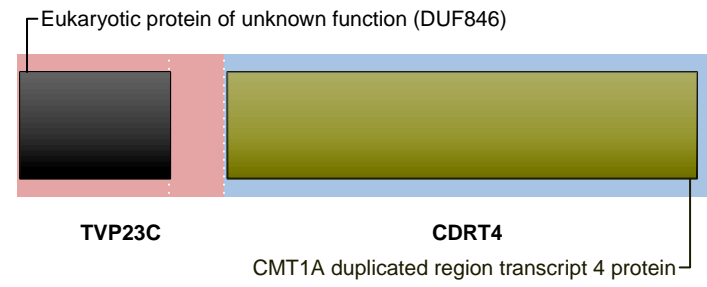 Eukaryotic protein of unknown function (DUF846)
TVP23C
CDRT4
CMT1A duplicated region transcript 4 protein